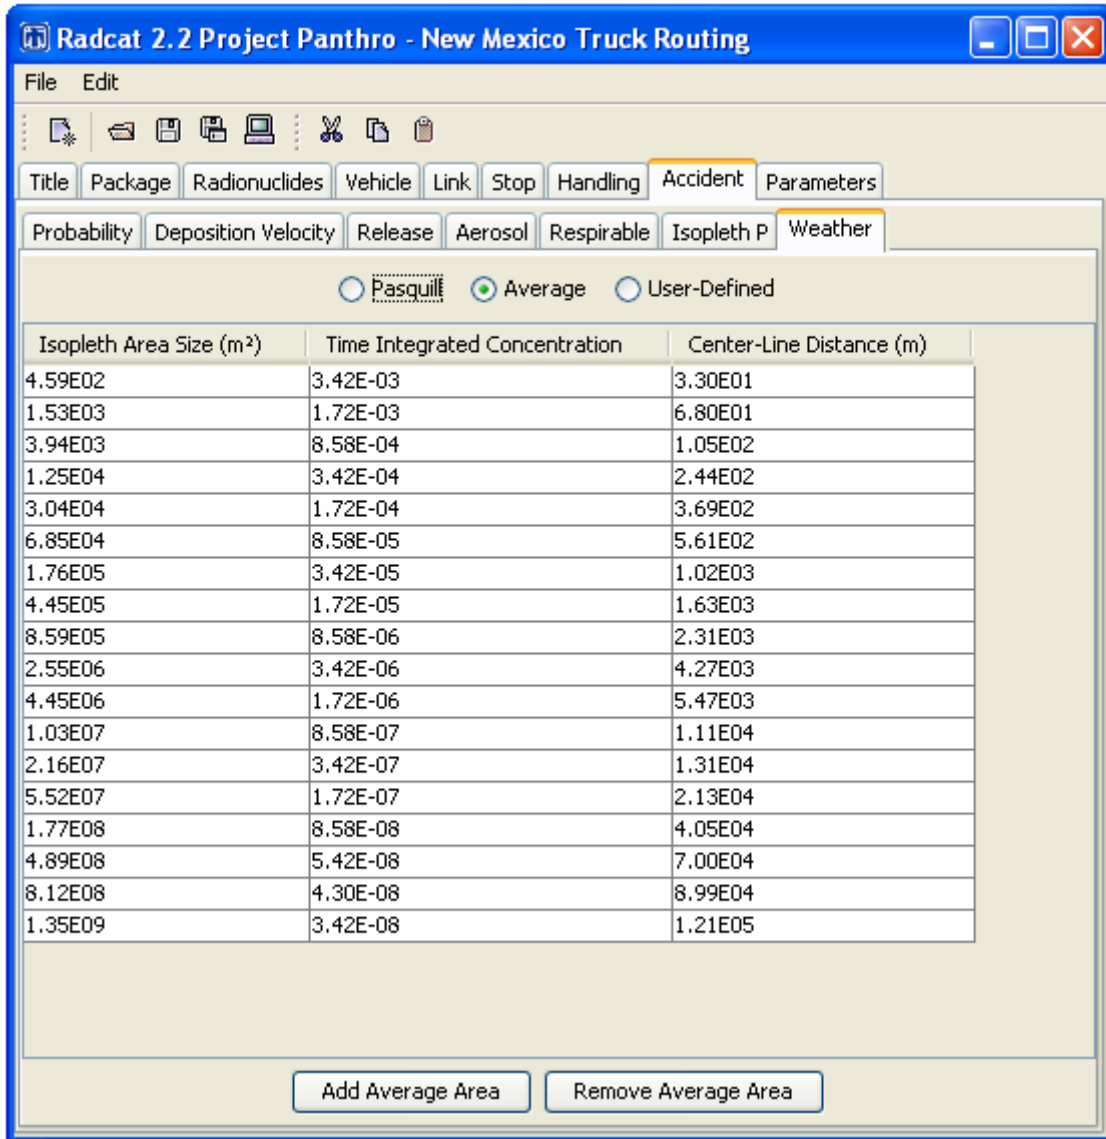 Radcat 2.2 Project Panthro - New Mexico Truck Routing
File Edit
Title Package Radionuclides Vehicle Link Stop Handling Accident Parameters
Probability Deposition Velocity Release Aerosol Respirable Isopleth P Weather
Pasquill Average User-Defined
Isopleth Area Size (m²) Time Integrated Concentration Center-Line Distance (m)
4.59E02 3.42E-03 3.30E01
1.53E03 1.72E-03 6.80E01
3.94E03 8.58E-04 1.05E02
1.25E04 3.42E-04 2.44E02
3.04E04 1.72E-04 3.69E02
6.85E04 8.58E-05 5.61E02
1.76E05 3.42E-05 1.02E03
4.45E05 1.72E-05 1.63E03
8.59E05 8.58E-06 2.31E03
2.55E06 3.42E-06 4.27E03
4.45E06 1.72E-06 5.47E03
1.03E07 8.58E-07 1.11E04
2.16E07 3.42E-07 1.31E04
5.52E07 1.72E-07 2.13E04
1.77E08 8.58E-08 4.05E04
4.89E08 5.42E-08 7.00E04
8.12E08 4.30E-08 8.99E04
1.35E09 3.42E-08 1.21E05
Add Average Area Remove Average Area